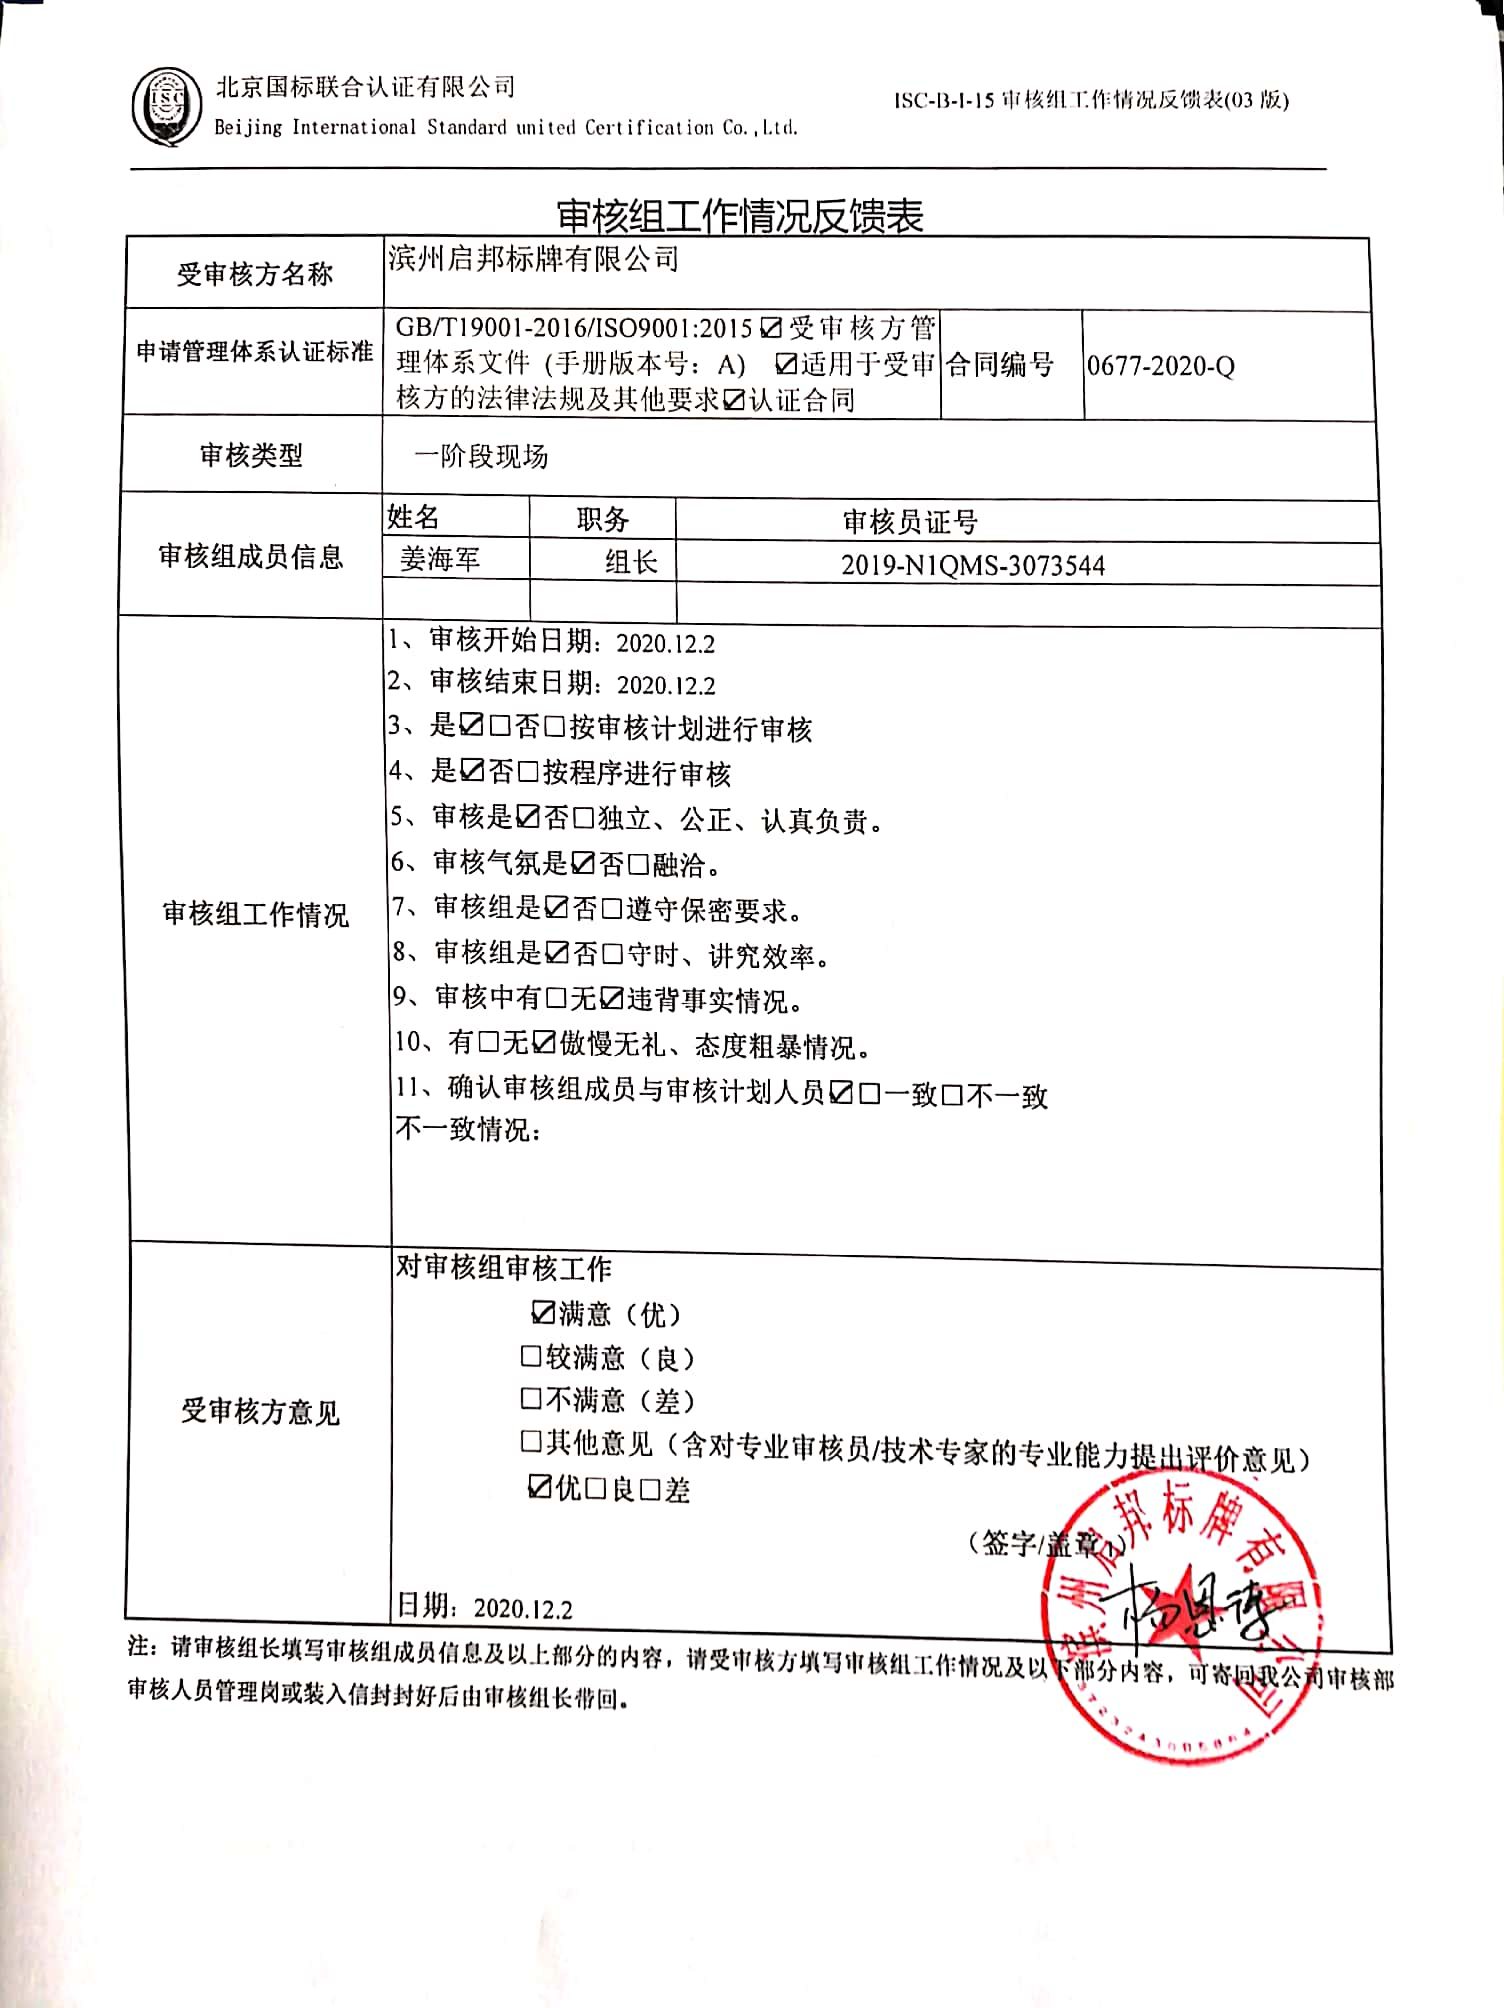 ISC
北京国标联合认证有限公司
Beijing International Standard united Certification Co.,Ltd.
ISC-B-I-15 审核组工作情况反馈表(03 版)
审核组工作情况反馈表
受审核方名称
滨州启邦标牌有限公司
申请管理体系认证标准
GB/T19001-2016/ISO9001:2015☑受审核方管
理体系文件（手册版本号：A） ☑适用于受审
核方的法律法规及其他要求☑认证合同
合同编号
0677-2020-Q
审核类型
一阶段现场
审核组成员信息
姓名 职务 审核员证号
姜海军 组长 2019-N1QMS-3073544
审核组工作情况
1、审核开始日期：2020.12.2
2、审核结束日期：2020.12.2
3、是☑□否□按审核计划进行审核
4、是☑否□按程序进行审核
5、审核是☑否□独立、公正、认真负责。
6、审核气氛是☑否□融洽。
7、审核组是☑否□遵守保密要求。
8、审核组是☑否□守时、讲究效率。
9、审核中有□无☑违背事实情况。
10、有□无☑傲慢无礼、态度粗暴情况。
11、确认审核组成员与审核计划人员☑□一致□不一致
不一致情况：
受审核方意见
对审核组审核工作
☑满意（优）
□较满意（良）
□不满意（差）
□其他意见（含对专业审核员/技术专家的专业能力提出评价意见）
☑优□良□差
（签字/盖章）
滨州启邦标牌有限公司
日期：2020.12.2
注：请审核组长填写审核组成员信息及以上部分的内容，请受审核方填写审核组工作情况及以下部分内容，可寄回我公司审核部
审核人员管理岗或装入信封封好后由审核组长带回。